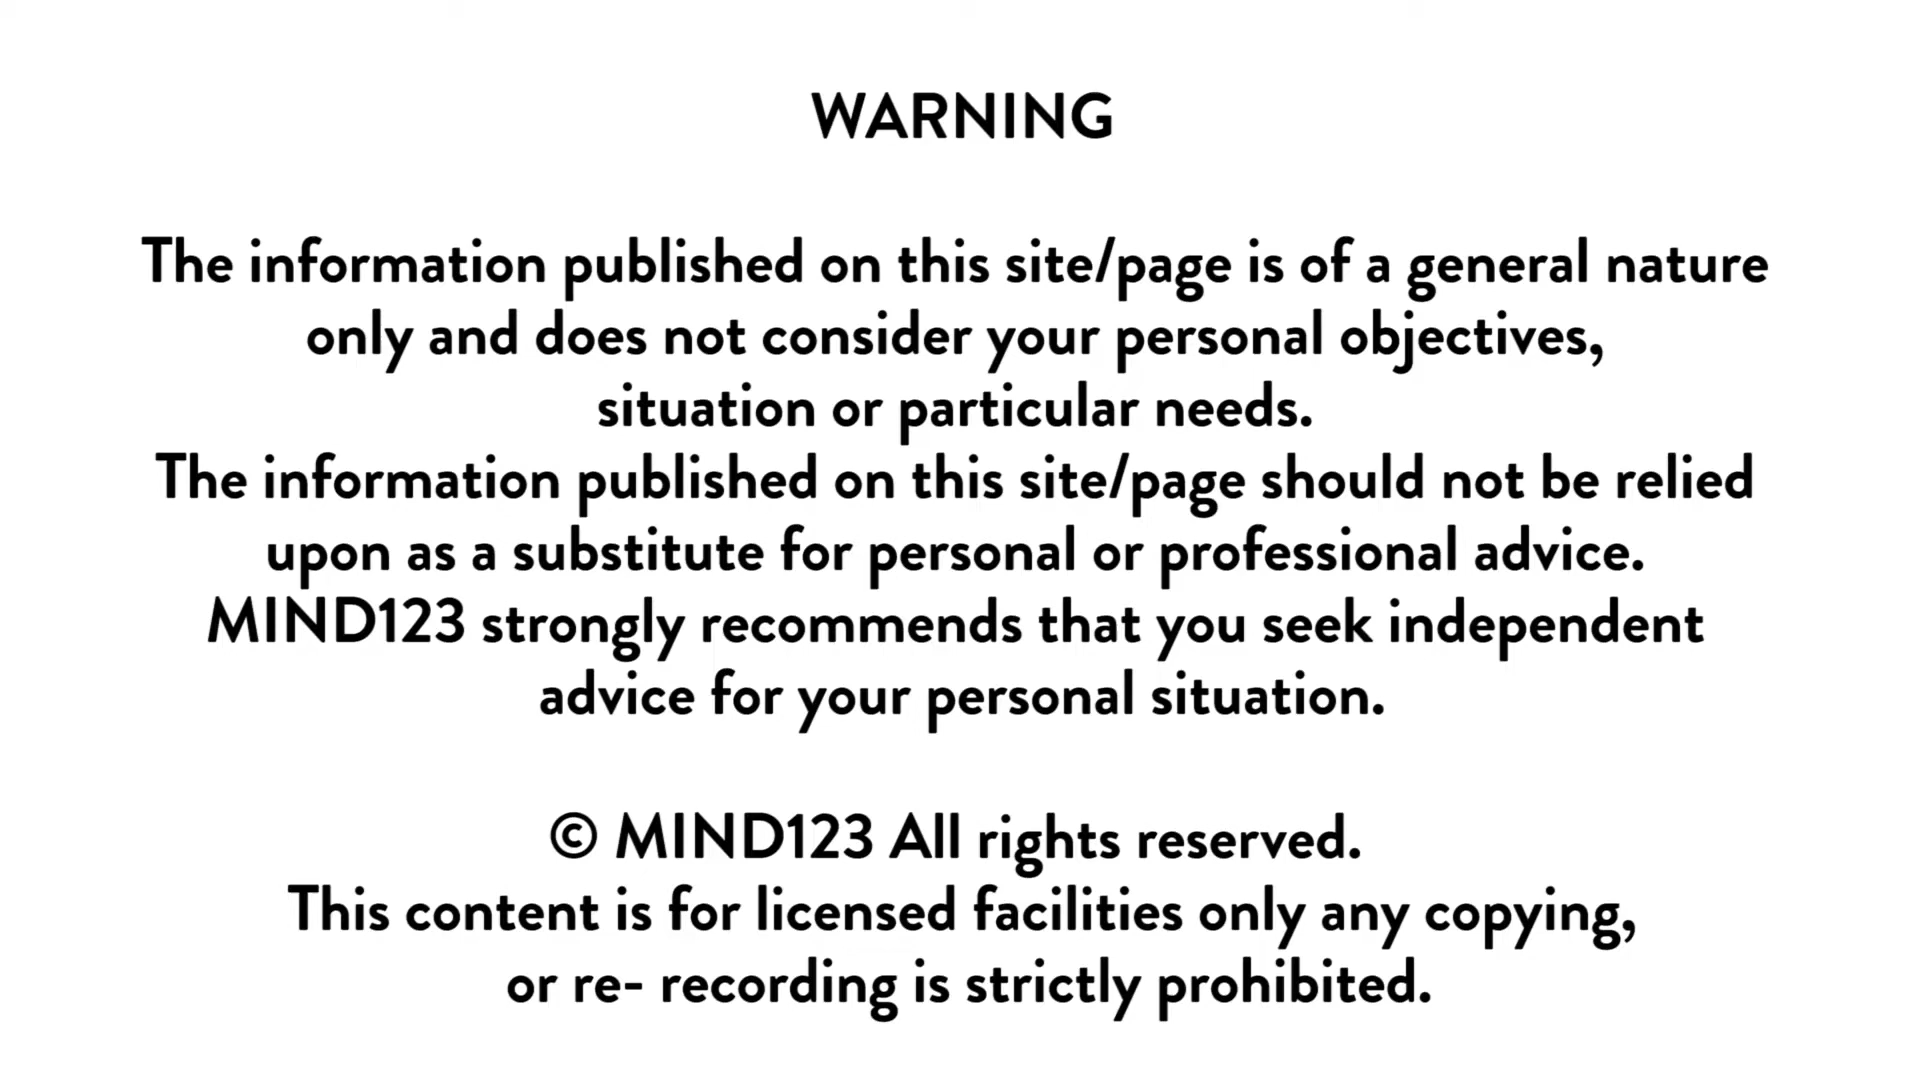 WARNING
The information published on this site/page is of a general nature
only and does not consider your personal objectives,
situation or particular needs.
The information published on this site/page should not be relied
upon as a substitute for personal or professional advice.
MIND123 strongly recommends that you seek independent
advice for your personal situation.
© MIND123 All rights reserved.
This content is for licensed facilities only any copying,
or re- recording is strictly prohibited.